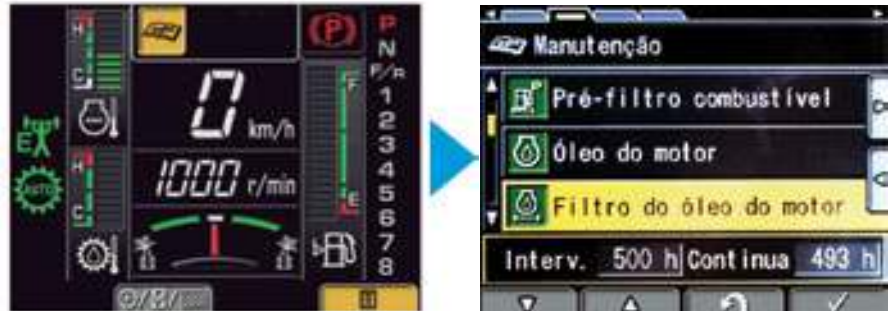 H
C
(P)
P
N
F/R
1
2
3
4
5
6
7
8
0 km/h
1000 r/min
F
E
E
AUTO
H
C
Manutenção
P
Pré-filtro combustível
Óleo do motor
Filtro do óleo do motor
Interv. 500 h Continua 493 h